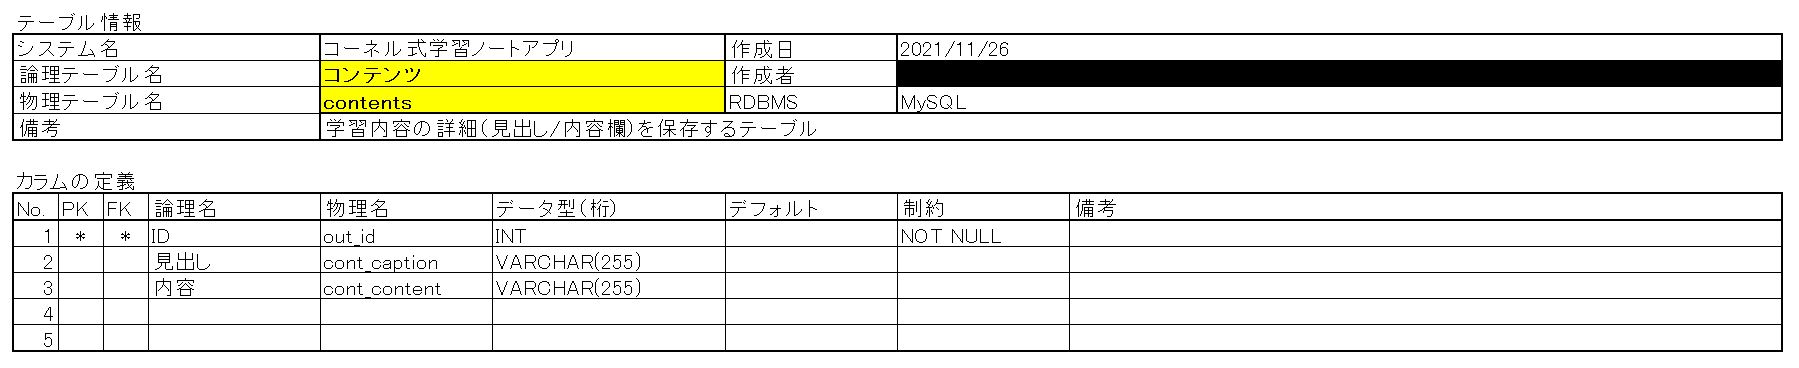 テーブル情報
システム名 コーネル式学習ノートアプリ 作成日 2021/11/26
論理テーブル名 コンテンツ 作成者
物理テーブル名 contents RDBMS MySQL
備考 学習内容の詳細(見出し/内容欄)を保存するテーブル
カラムの定義
No. PK FK 論理名 物理名 データ型(桁) デフォルト 制約 備考
1 * * ID out_id INT NOT NULL
2 見出し cont_caption VARCHAR(255)
3 内容 cont_content VARCHAR(255)
4
5